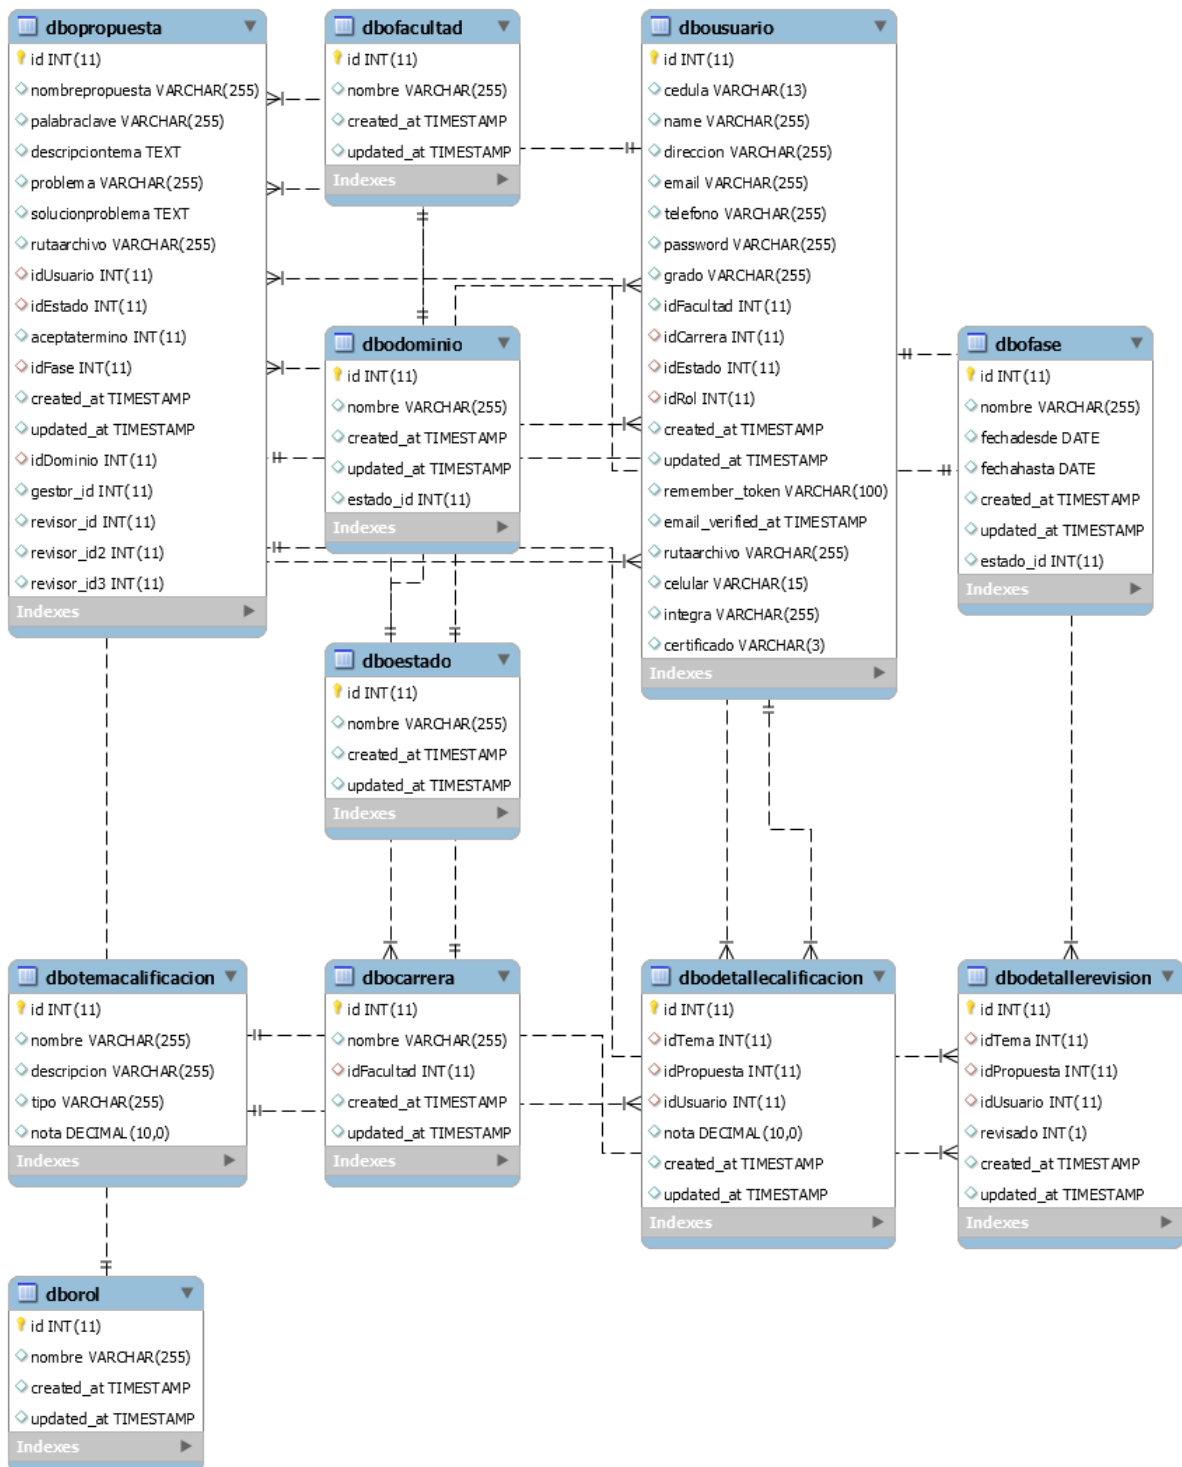 dbopropuesta
id INT(11)
nombrepropuesta VARCHAR(255)
palabraclave VARCHAR(255)
descripciontema TEXT
problema VARCHAR(255)
solucionproblema TEXT
rutaarchivo VARCHAR(255)
idUsuario INT(11)
idEstado INT(11)
aceptatermino INT(11)
idFase INT(11)
created_at TIMESTAMP
updated_at TIMESTAMP
idDominio INT(11)
gestor_id INT(11)
revisor_id INT(11)
revisor_id2 INT(11)
revisor_id3 INT(11)
Indexes
dbofacultad
id INT(11)
nombre VARCHAR(255)
created_at TIMESTAMP
updated_at TIMESTAMP
Indexes
dbousuario
id INT(11)
cedula VARCHAR(13)
name VARCHAR(255)
direccion VARCHAR(255)
email VARCHAR(255)
telefono VARCHAR(255)
password VARCHAR(255)
grado VARCHAR(255)
idFacultad INT(11)
idCarrera INT(11)
idEstado INT(11)
idRol INT(11)
created_at TIMESTAMP
updated_at TIMESTAMP
remember_token VARCHAR(100)
email_verified_at TIMESTAMP
rutaarchivo VARCHAR(255)
celular VARCHAR(15)
integra VARCHAR(255)
certificado VARCHAR(3)
Indexes
dbodominio
id INT(11)
nombre VARCHAR(255)
created_at TIMESTAMP
updated_at TIMESTAMP
estado_id INT(11)
Indexes
dbofase
id INT(11)
nombre VARCHAR(255)
fechadesde DATE
fechahasta DATE
created_at TIMESTAMP
updated_at TIMESTAMP
estado_id INT(11)
Indexes
dboestado
id INT(11)
nombre VARCHAR(255)
created_at TIMESTAMP
updated_at TIMESTAMP
Indexes
dbotemacalificacion
id INT(11)
nombre VARCHAR(255)
descripcion VARCHAR(255)
tipo VARCHAR(255)
nota DECIMAL(10,0)
Indexes
dbocarrera
id INT(11)
nombre VARCHAR(255)
idFacultad INT(11)
created_at TIMESTAMP
updated_at TIMESTAMP
Indexes
dbodetallecalificacion
id INT(11)
idTema INT(11)
idPropuesta INT(11)
idUsuario INT(11)
nota DECIMAL(10,0)
created_at TIMESTAMP
updated_at TIMESTAMP
Indexes
dbodetallerevision
id INT(11)
idTema INT(11)
idPropuesta INT(11)
idUsuario INT(11)
revisado INT(1)
created_at TIMESTAMP
updated_at TIMESTAMP
Indexes
dborol
id INT(11)
nombre VARCHAR(255)
created_at TIMESTAMP
updated_at TIMESTAMP
Indexes